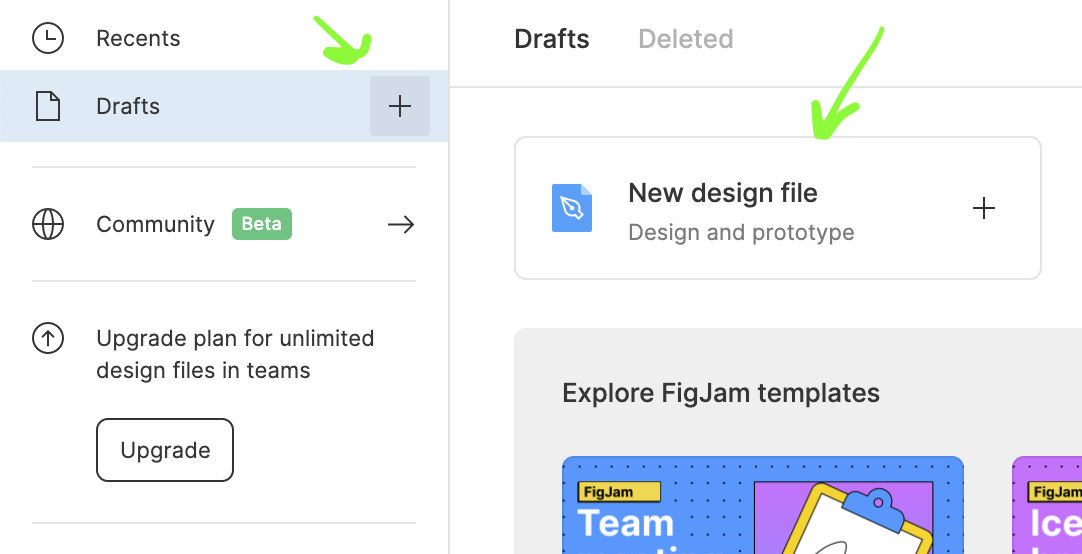 Recents
Drafts
Community Beta
Upgrade plan for unlimited
design files in teams
Upgrade
Drafts Deleted
New design file
Design and prototype
Explore FigJam templates
FigJam
Team
meeting
FigJam
Ice